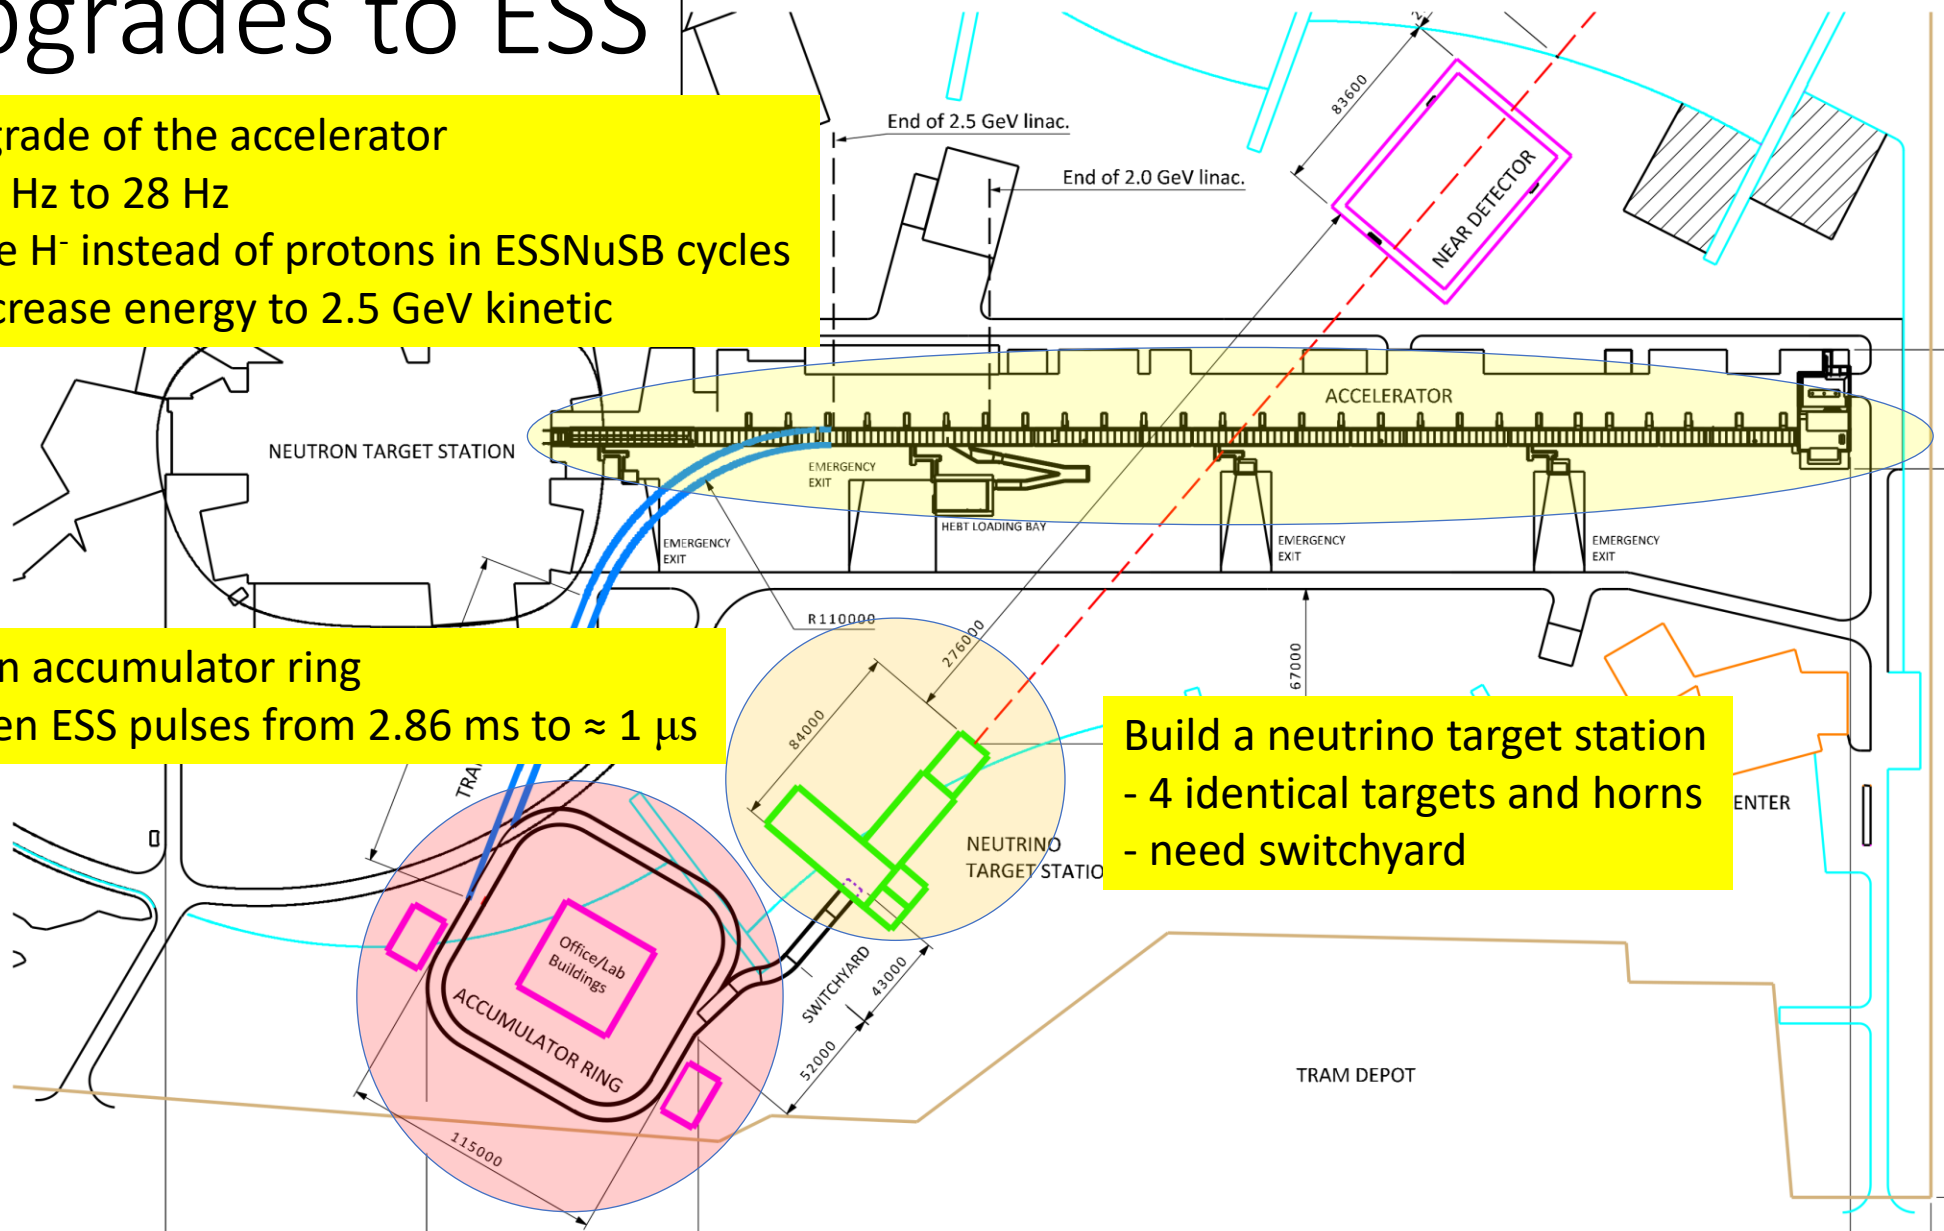 pgrades to ESS
grade of the accelerator
Hz to 28 Hz
e H- instead of protons in ESSNuSB cycles
crease energy to 2.5 GeV kinetic
End of 2.5 GeV linac.
End of 2.0 GeV linac.
83600
NEAR DETECTOR
ACCELERATOR
NEUTRON TARGET STATION
EMERGENCY
EXIT
HEBT LOADING BAY
EMERGENCY
EXIT
EMERGENCY
EXIT
EMERGENCY
EXIT
R110000
276000
67000
n accumulator ring
en ESS pulses from 2.86 ms to ≈ 1 μs
84000
TRA
Build a neutrino target station
- 4 identical targets and horns
- need switchyard
ENTER
NEUTRINO
TARGET STATIO
Office/Lab
Buildings
ACCUMULATOR RING
SWITCHYARD
43000
52000
TRAM DEPOT
115000